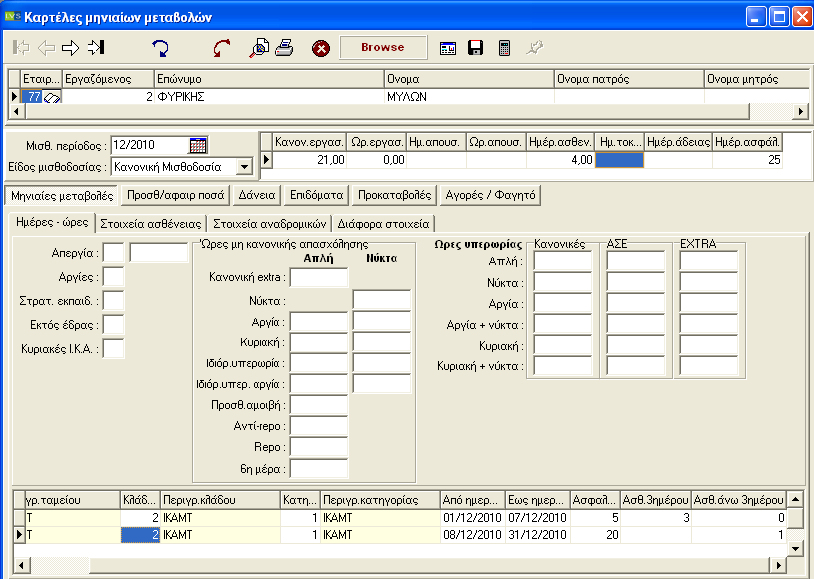 Καρτέλες μηνιαίων μεταβολών
Browse
Εταιρ... Εργαζόμενος Επώνυμο Ονομα Ονομα πατρός Ονομα μητρός
77 2 ΦΥΡΙΚΗΣ ΜΥΛΩΝ
Μισθ. περίοδος : 12/2010
Είδος μισθοδοσίας : Κανονική Μισθοδοσία
Κανον.εργασ. Ωρ.εργασ. Ημ.απουσ. Ωρ.απουσ. Ημέρ.ασθεν. Ημ.τοκ... Ημέρ.άδειας Ημέρ.ασφάλ.
21,00 0,00 4,00 25
Μηνιαίες μεταβολές Προσθ/αφαιρ ποσά Δάνεια Επιδόματα Προκαταβολές Αγορές / Φαγητό
Ημέρες - ώρες Στοιχεία ασθένειας Στοιχεία αναδρομικών Διάφορα στοιχεία
Απεργία :
Αργίες :
Στρατ. εκπαιδ. :
Εκτός έδρας :
Κυριακές Ι.Κ.Α. :
Ώρες μη κανονικής απασχόλησης
Απλή Νύκτα
Κανονική extra :
Νύκτα :
Αργία :
Κυριακή :
Ιδιόρ.υπερωρία :
Ιδιόρ.υπερ. αργία :
Προσθ.αμοιβή :
Αντί-repo :
Repo :
6η μέρα :
Ωρες υπερωρίας Κανονικές ΑΣΕ EXTRA
Απλή :
Νύκτα :
Αργία :
Αργία + νύκτα :
Κυριακή :
Κυριακή + νύκτα :
γρ.ταμείου Κλάδ... Περιγρ.κλάδου Κατη... Περιγρ.κατηγορίας Από ημερ... Εως ημερ... Ασφαλ... Ασθ.3ημέρου Ασθ.άνω 3ημέρου
Τ 2 ΙΚΑΜΤ 1 ΙΚΑΜΤ 01/12/2010 07/12/2010 5 3 0
Τ 2 ΙΚΑΜΤ 1 ΙΚΑΜΤ 08/12/2010 31/12/2010 20 1